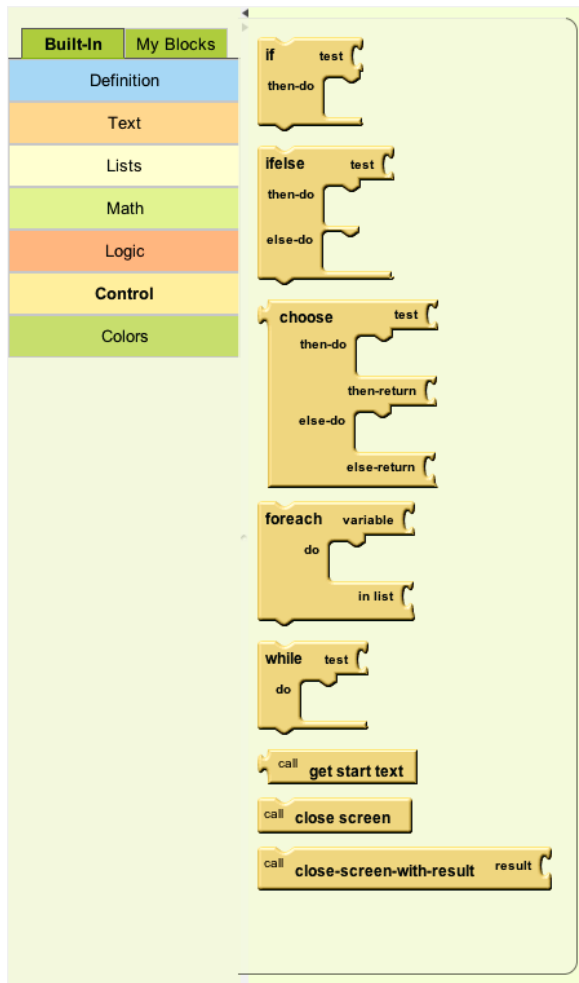 Built-In My Blocks
Definition
Text
Lists
Math
Logic
Control
Colors
if test
then-do
ifelse test
then-do
else-do
choose test
then-do
then-return
else-do
else-return
foreach variable
do
in list
while test
do
call get start text
call close screen
call close-screen-with-result result